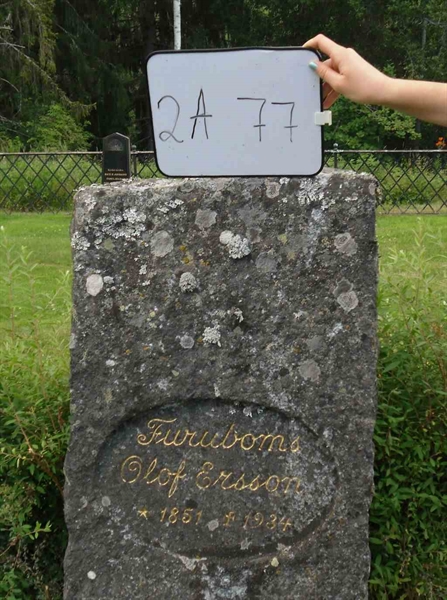 2A 77
Furuboms
Olof Ersson
* 1851 ✝ 1934